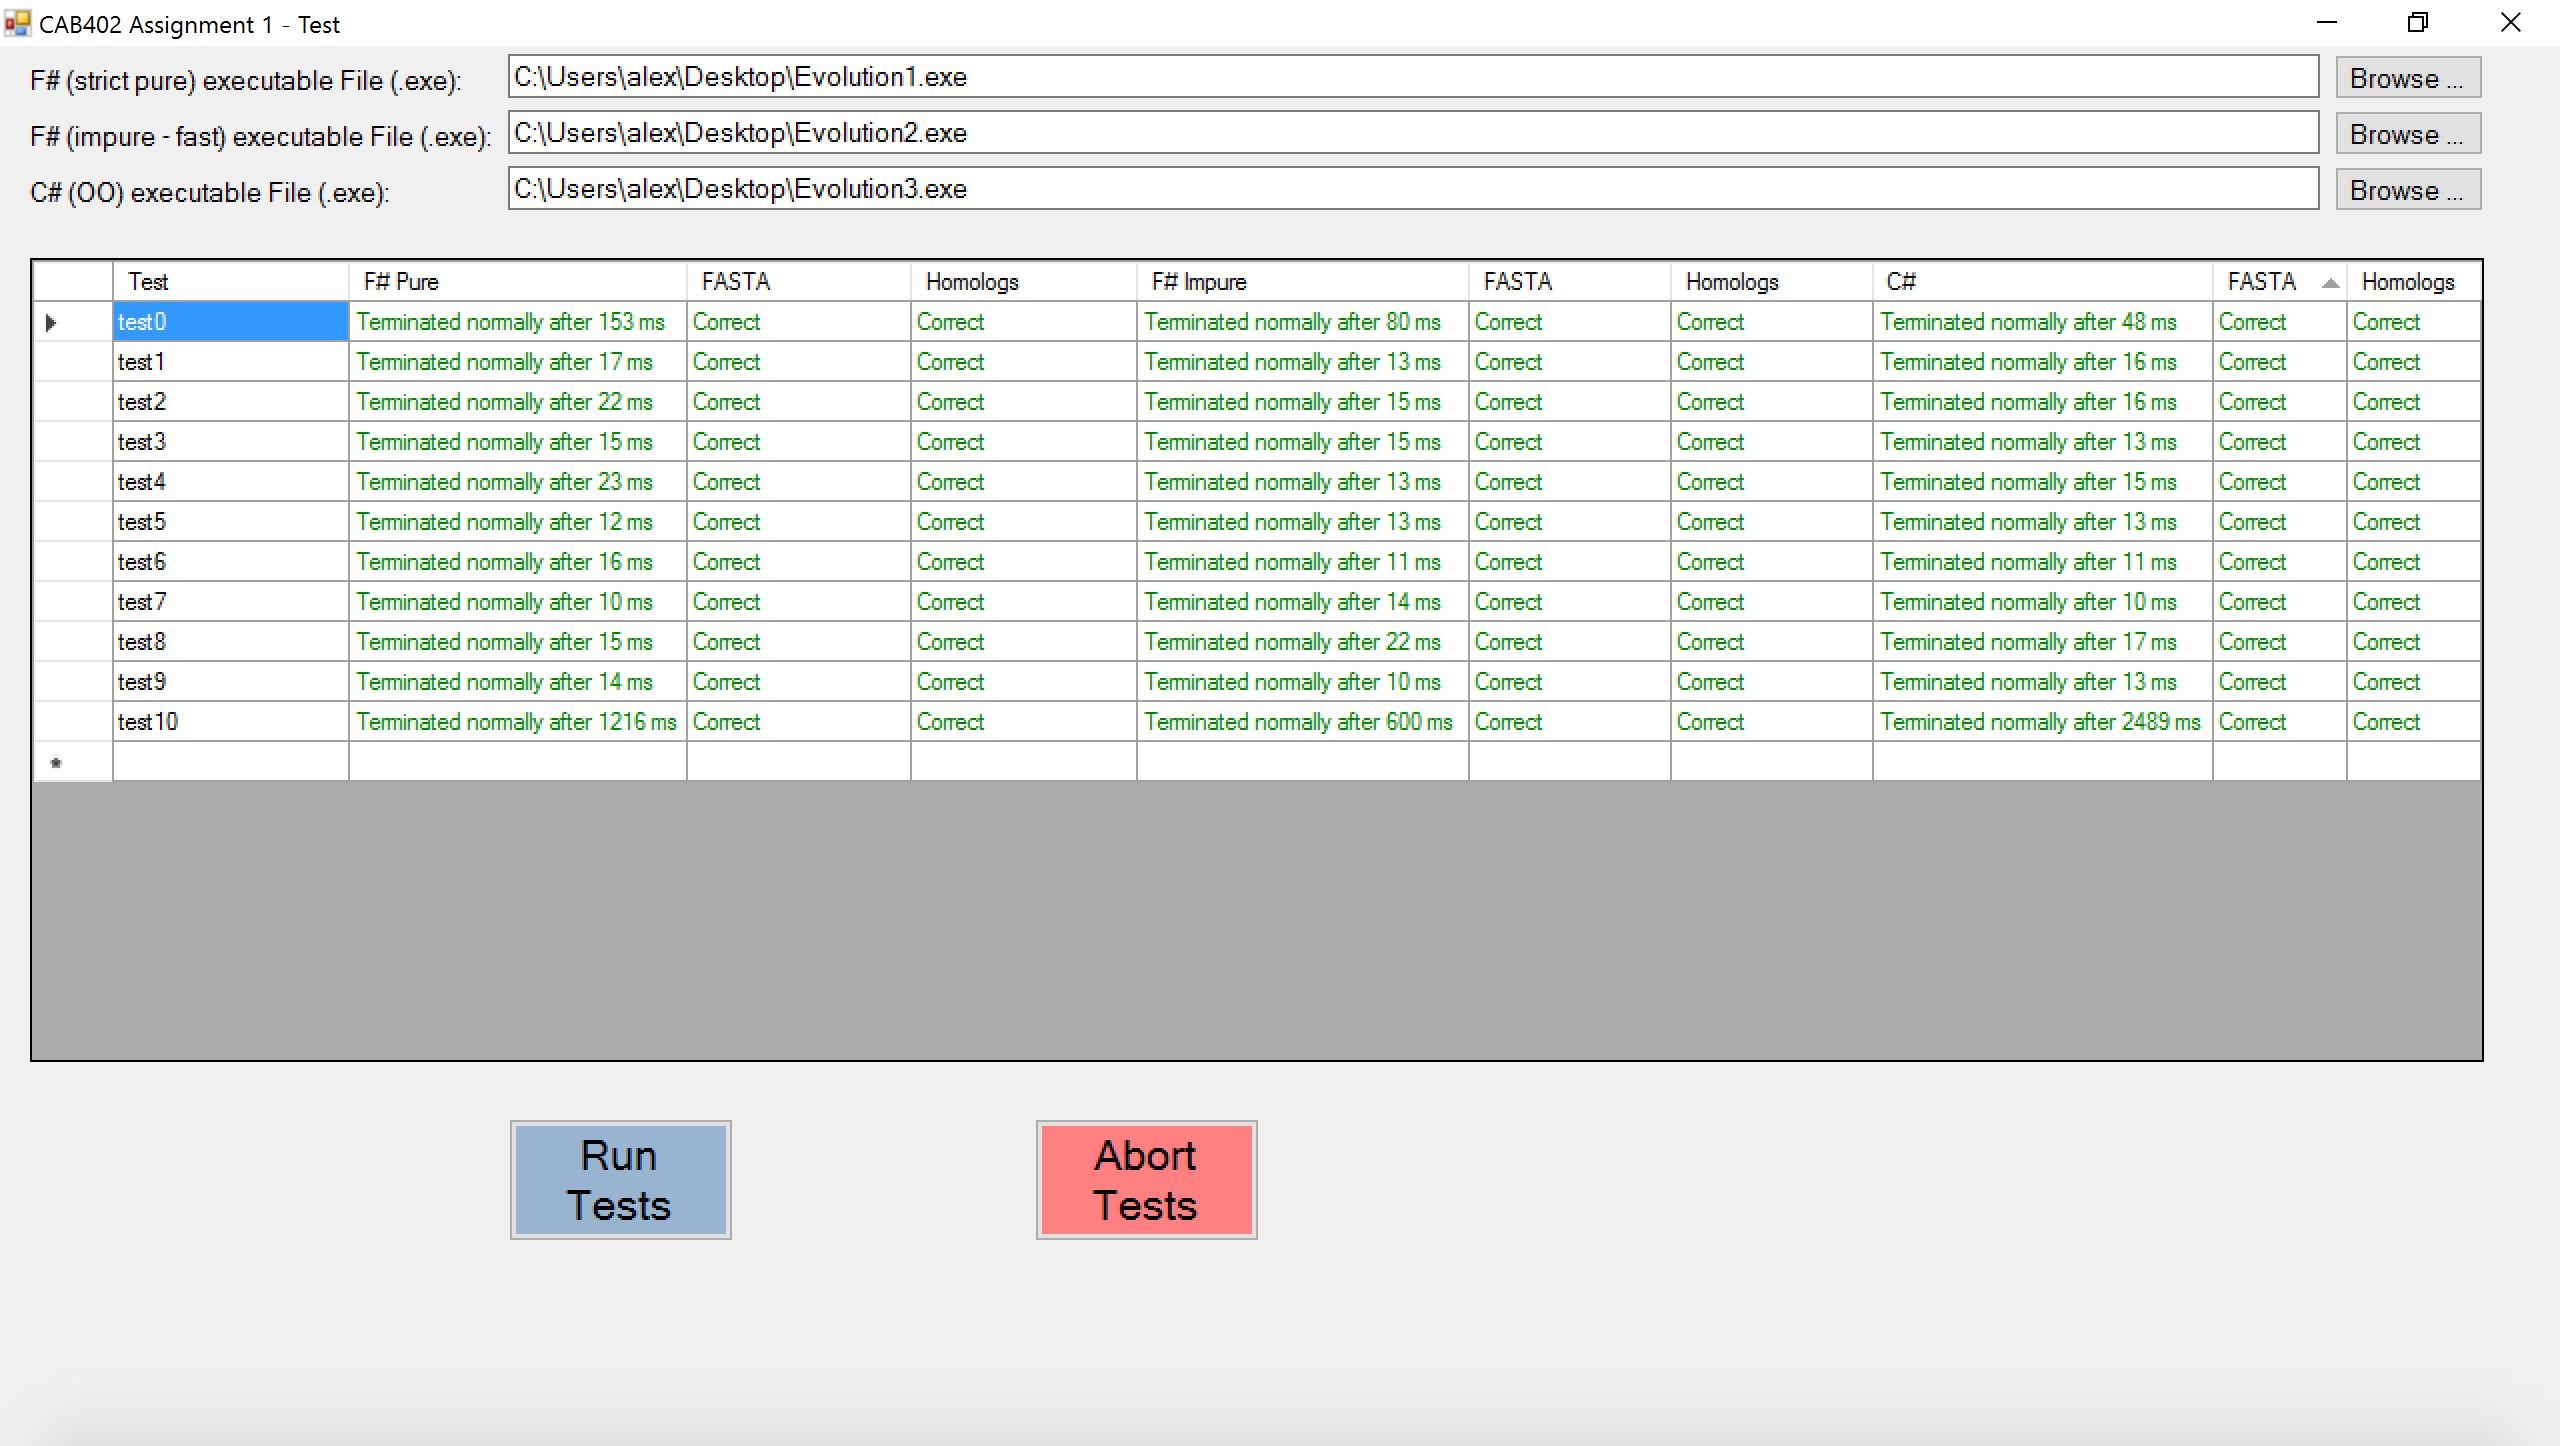 CAB402 Assignment 1 - Test
F# (strict pure) executable File (.exe): C:\Users\alex\Desktop\Evolution1.exe Browse ...
F# (impure - fast) executable File (.exe): C:\Users\alex\Desktop\Evolution2.exe Browse ...
C# (OO) executable File (.exe): C:\Users\alex\Desktop\Evolution3.exe Browse ...
Test F# Pure FASTA Homologs F# Impure FASTA Homologs C# FASTA Homologs
test0 Terminated normally after 153 ms Correct Correct Terminated normally after 80 ms Correct Correct Terminated normally after 48 ms Correct Correct
test1 Terminated normally after 17 ms Correct Correct Terminated normally after 13 ms Correct Correct Terminated normally after 16 ms Correct Correct
test2 Terminated normally after 22 ms Correct Correct Terminated normally after 15 ms Correct Correct Terminated normally after 16 ms Correct Correct
test3 Terminated normally after 15 ms Correct Correct Terminated normally after 15 ms Correct Correct Terminated normally after 13 ms Correct Correct
test4 Terminated normally after 23 ms Correct Correct Terminated normally after 13 ms Correct Correct Terminated normally after 15 ms Correct Correct
test5 Terminated normally after 12 ms Correct Correct Terminated normally after 13 ms Correct Correct Terminated normally after 13 ms Correct Correct
test6 Terminated normally after 16 ms Correct Correct Terminated normally after 11 ms Correct Correct Terminated normally after 11 ms Correct Correct
test7 Terminated normally after 10 ms Correct Correct Terminated normally after 14 ms Correct Correct Terminated normally after 10 ms Correct Correct
test8 Terminated normally after 15 ms Correct Correct Terminated normally after 22 ms Correct Correct Terminated normally after 17 ms Correct Correct
test9 Terminated normally after 14 ms Correct Correct Terminated normally after 10 ms Correct Correct Terminated normally after 13 ms Correct Correct
test10 Terminated normally after 1216 ms Correct Correct Terminated normally after 600 ms Correct Correct Terminated normally after 2489 ms Correct Correct
Run
Tests
Abort
Tests